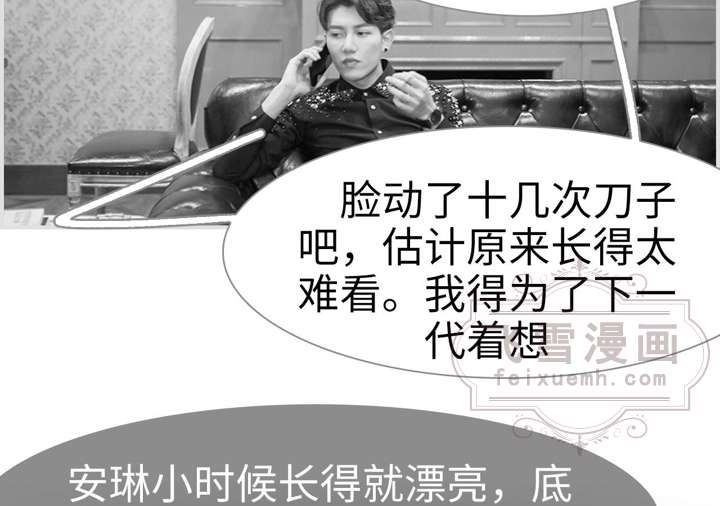 脸动了十几次刀子
吧，估计原来长得太
难看。我得为了下一
代着想
飞雪漫画
feixuemh.com
安琳小时候长得就漂亮，底